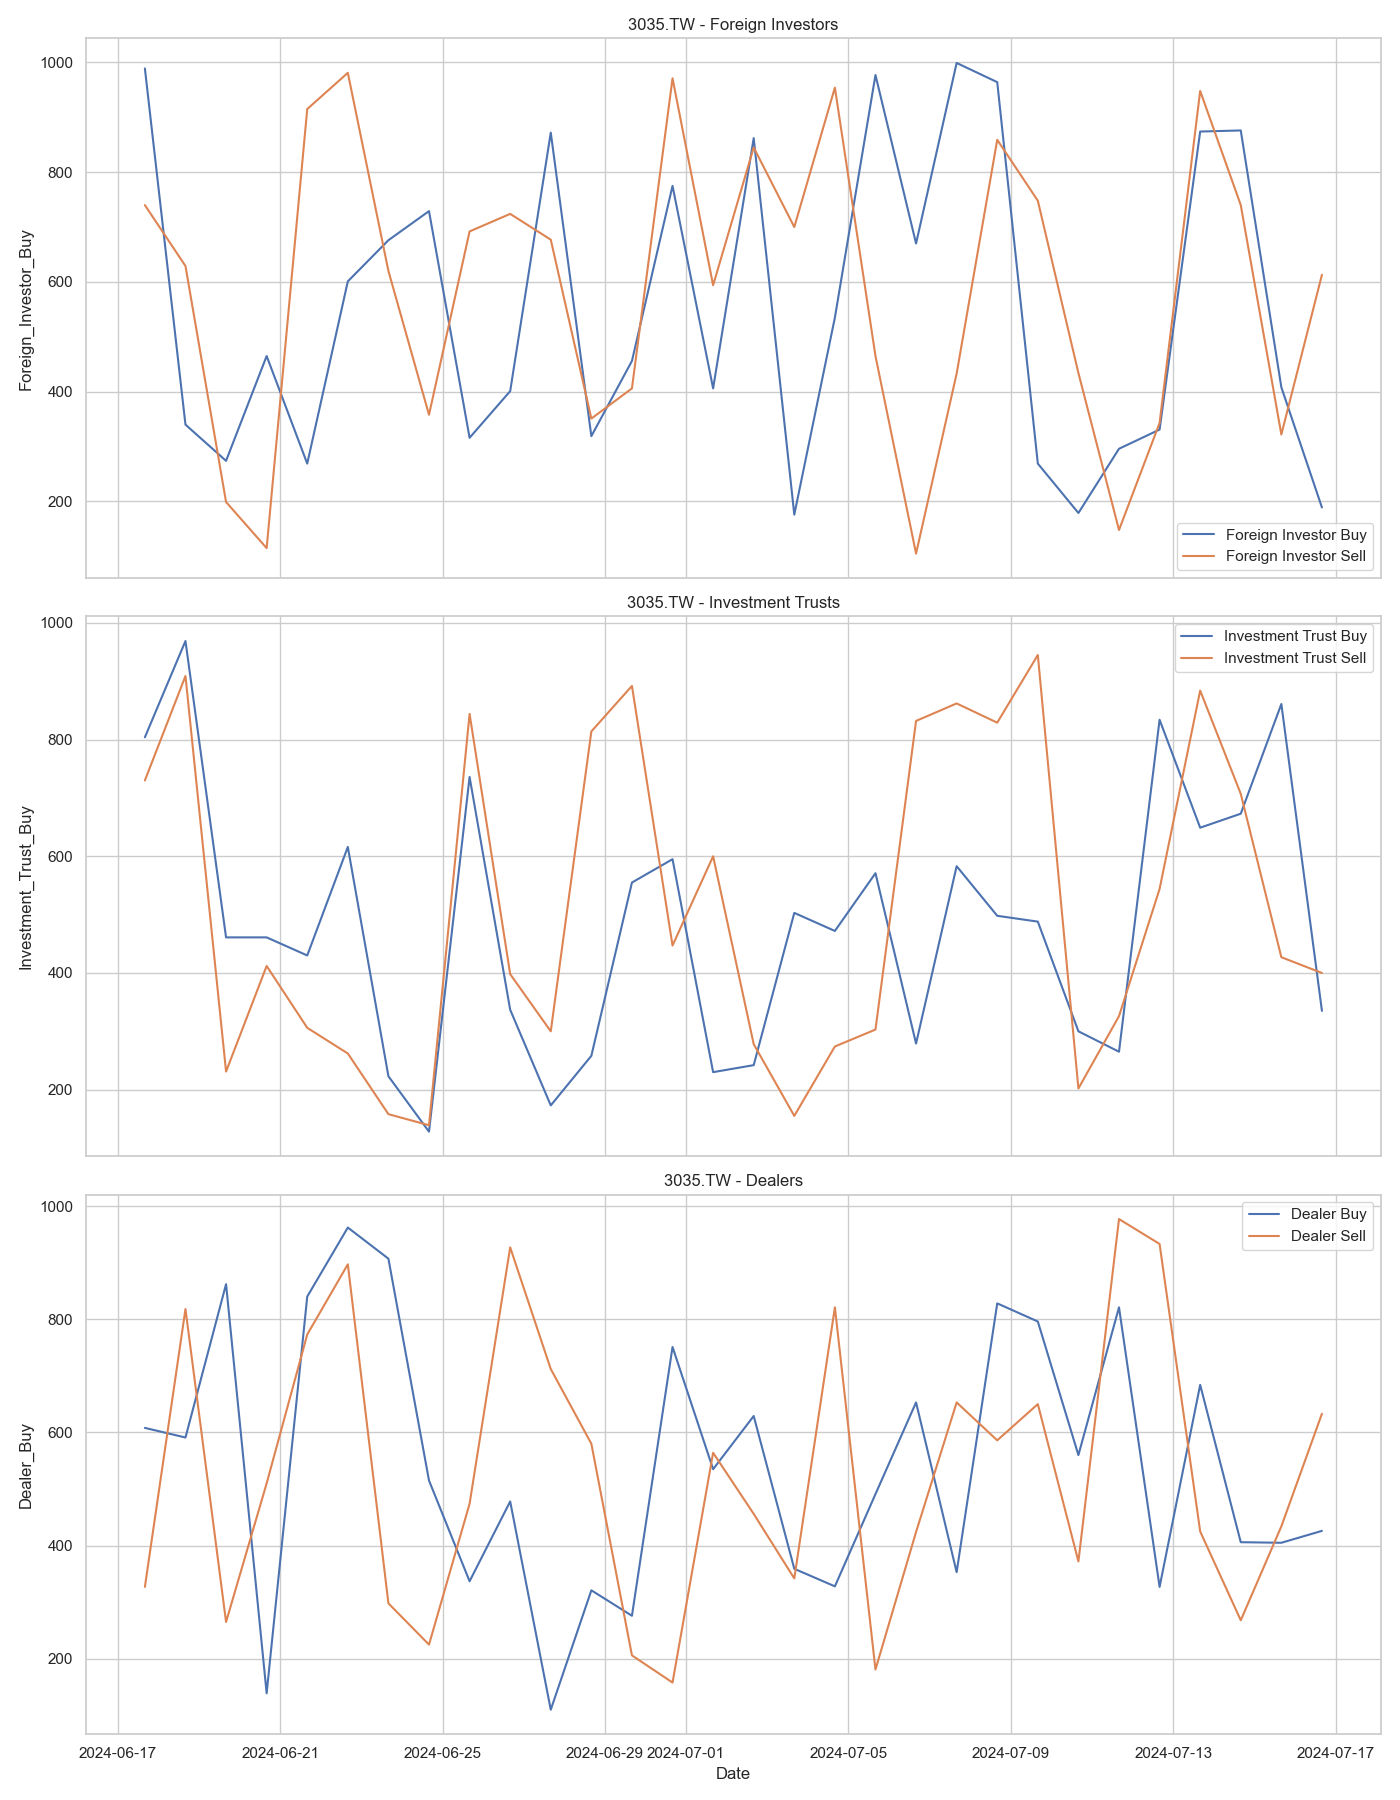 3035.TW - Foreign Investors
1000
800
600
400
200
Foreign_Investor_Buy
Foreign Investor Buy
Foreign Investor Sell
3035.TW - Investment Trusts
1000
800
600
400
200
Investment_Trust_Buy
Investment Trust Buy
Investment Trust Sell
3035.TW - Dealers
1000
800
600
400
200
Dealer_Buy
Dealer Buy
Dealer Sell
2024-06-17 2024-06-21 2024-06-25 2024-06-29 2024-07-01 2024-07-05 2024-07-09 2024-07-13 2024-07-17
Date